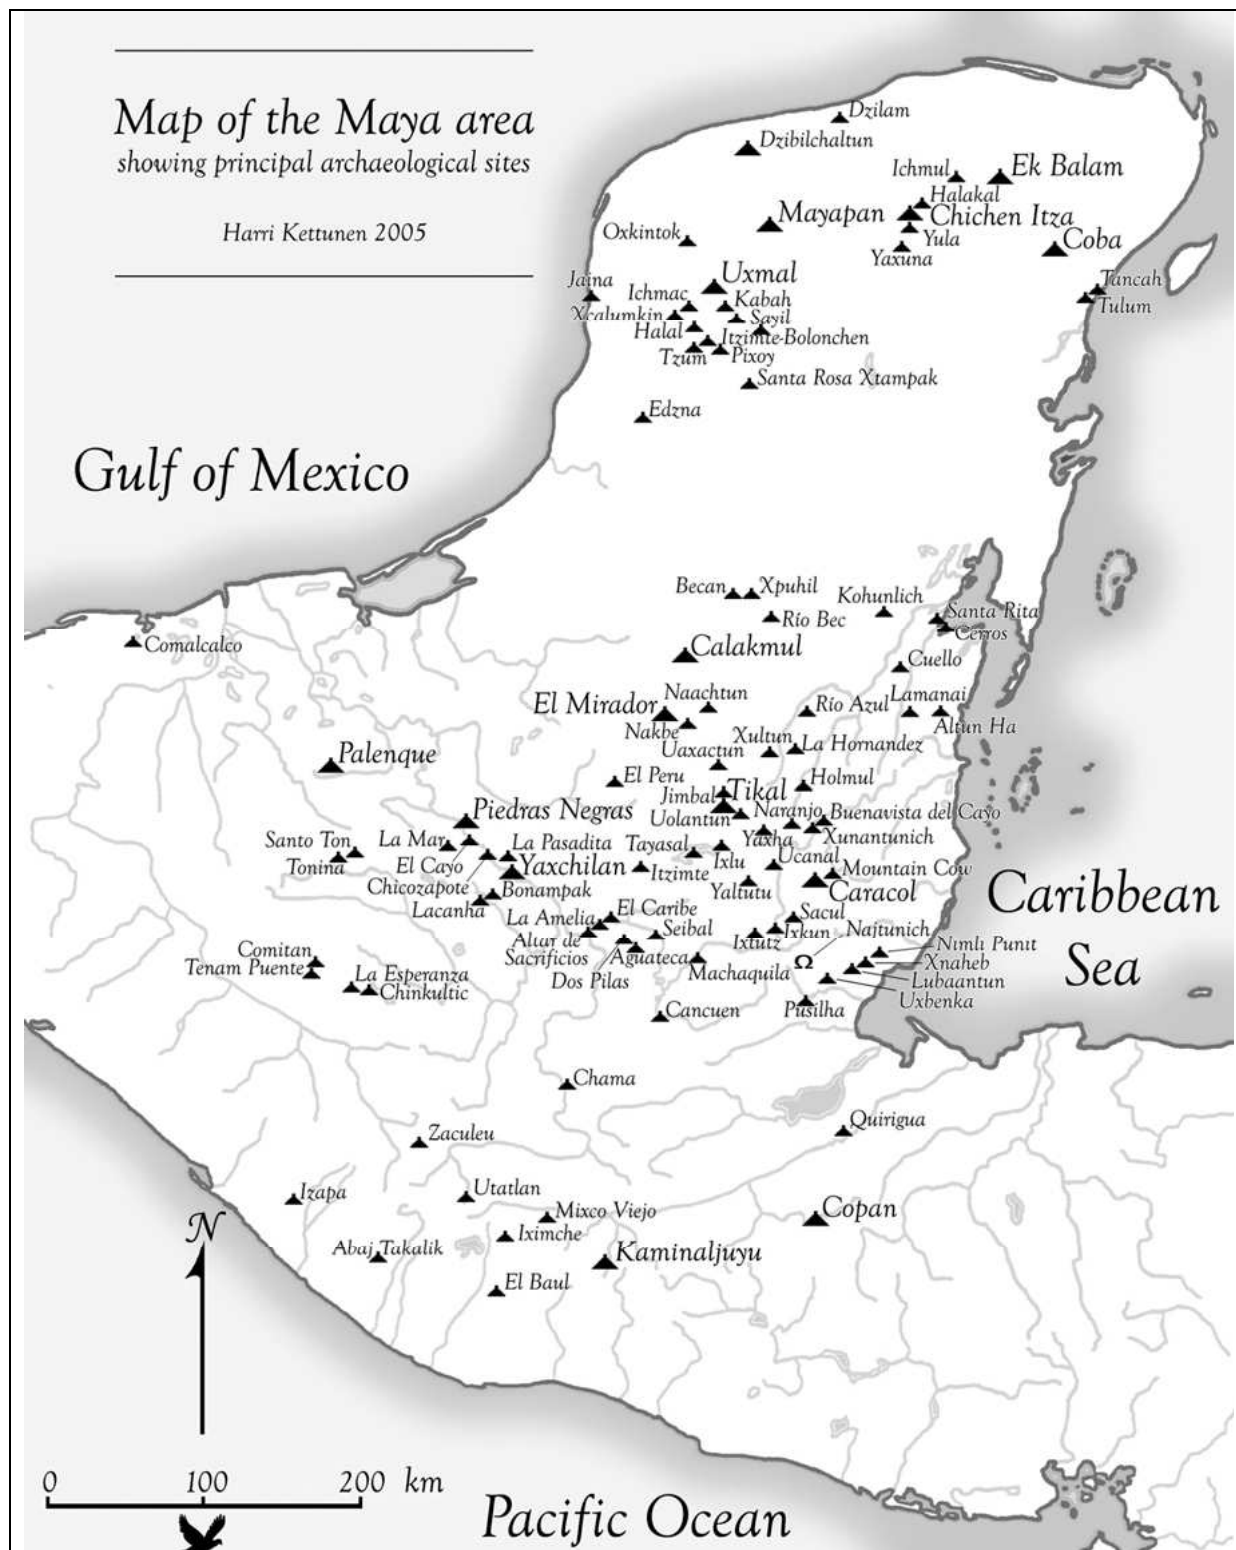 Map of the Maya area
showing principal archaeological sites
Harri Kettunen 2005
Dzilam
Dzibilchaltun
Ichmul
Ek Balam
Halakal
Mayapan
Chichen Itza
Oxkintok
Yula
Yaxuna
Coba
Uxmal
Jaina
Tancah
Ichmac
Kabah
Tulum
Xcalumkin
Sayil
Halal
Itzimte-Bolonchen
Tzum
Pixoy
Santa Rosa Xtampak
Edzna
Gulf of Mexico
Becan
Xpuhil
Kohunlich
Río Bec
Santa Rita
Cerros
Comalcalco
Calakmul
Cuello
Naachtun
El Mirador
Río Azul
Lamanai
Nakbe
Altun Ha
Xultun
Uaxactun
La Hornandez
Palenque
El Peru
Holmul
Jimbal
Tikal
Piedras Negras
Uolantun
Naranjo
Buenavista del Cayo
Santo Ton
La Mar
La Pasadita
Tayasal
Yaxha
Xunantunich
Tonina
El Cayo
Ixlu
Ucanal
Yaxchilan
Itzimte
Mountain Cow
Chicozapote
Bonampak
Yaltutu
Caracol
Caribbean
Sea
Lacanha
El Caribe
La Amelia
Sacul
Seibal
Ixkun
Najtunich
Altar de
Sacrificios
Ixtutz
Comitan
Aguateca
Nimli Punit
Tenam Puente
Dos Pilas
Machaquila
Xnaheb
La Esperanza
Lubaantun
Chinkultic
Uxbenka
Cancuen
Pusilha
Chama
Quirigua
Zaculeu
Izapa
Utatlan
Mixco Viejo
Copan
N
Iximche
Abaj Takalik
Kaminaljuyu
El Baul
0 100 200 km
Pacific Ocean